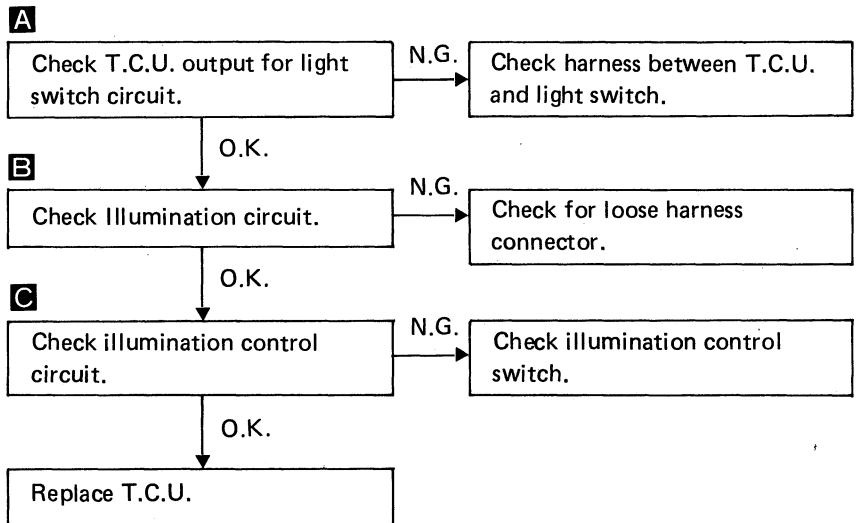 A
Check T.C.U. output for light
switch circuit.
N.G.
Check harness between T.C.U.
and light switch.
O.K.
B
Check Illumination circuit.
N.G.
Check for loose harness
connector.
O.K.
C
Check illumination control
circuit.
N.G.
Check illumination control
switch.
O.K.
Replace T.C.U.